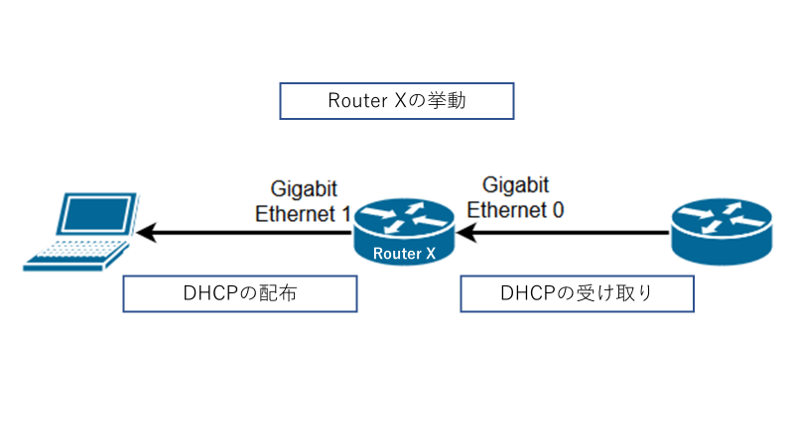 Router Xの挙動
Gigabit
Ethernet 1
Gigabit
Ethernet 0
Router X
DHCPの配布
DHCPの受け取り